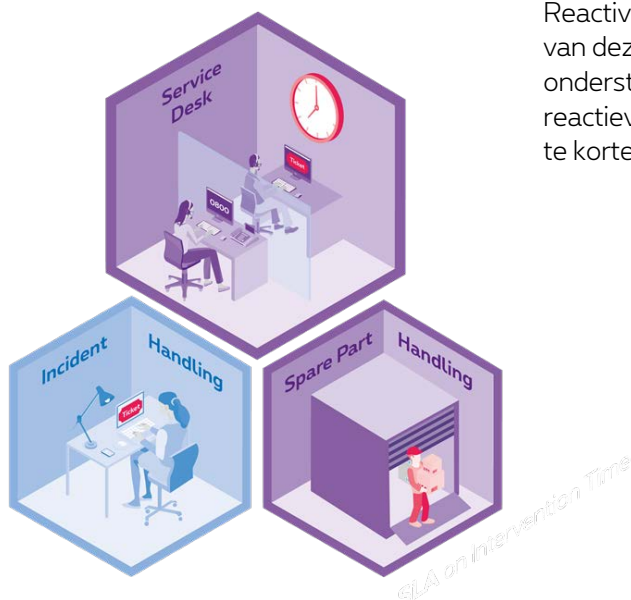 Reactiv
van dez
onderst
reactiev
te korte
Service
Desk
Ticket
0800
Incident Handling
Ticket
Spare Part Handling
SLA on Intervention Time